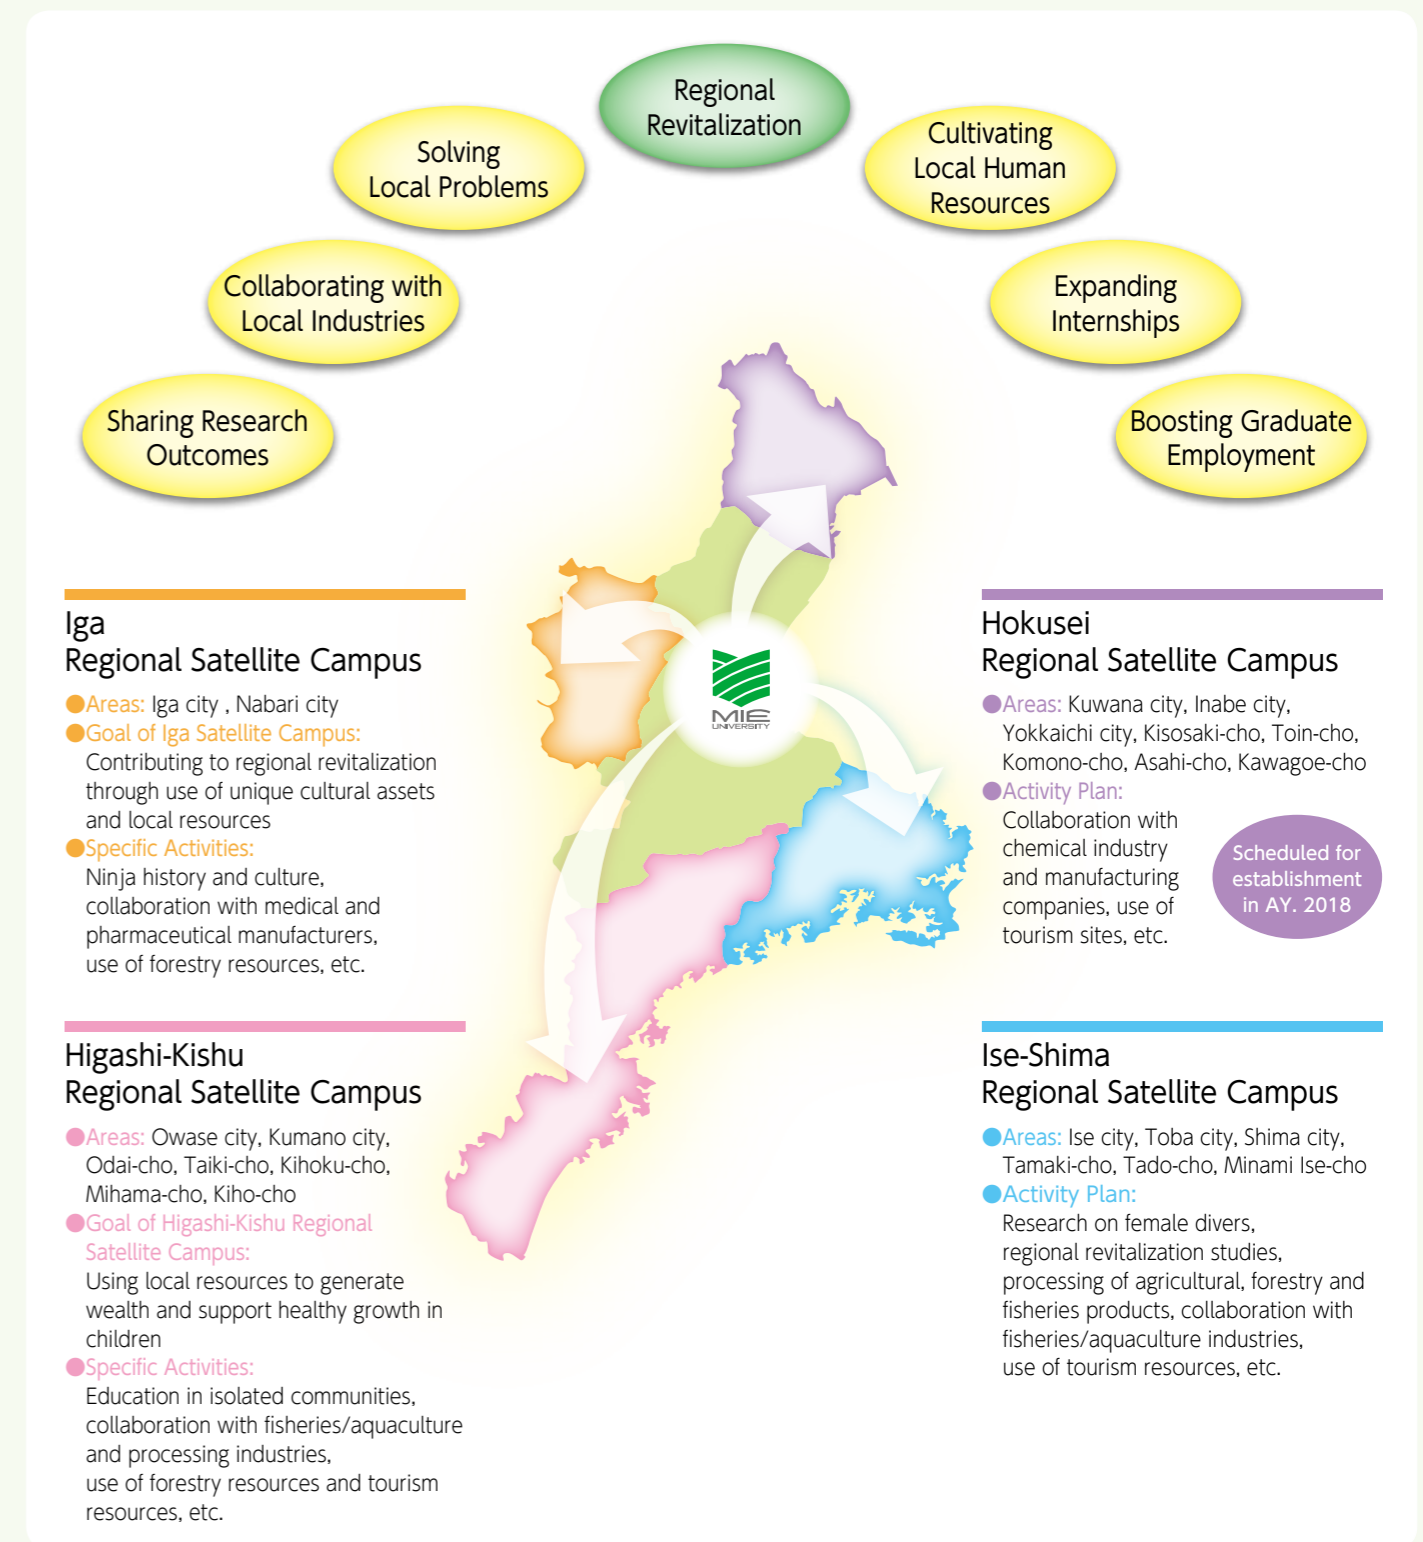 Regional
Revitalization
Solving
Local Problems
Cultivating
Local Human
Resources
Collaborating with
Local Industries
Expanding
Internships
Sharing Research
Outcomes
Boosting Graduate
Employment
MIE
UNIVERSITY
Iga
Regional Satellite Campus
●Areas: Iga city , Nabari city
●Goal of Iga Satellite Campus:
Contributing to regional revitalization
through use of unique cultural assets
and local resources
●Specific Activities:
Ninja history and culture,
collaboration with medical and
pharmaceutical manufacturers,
use of forestry resources, etc.
Hokusei
Regional Satellite Campus
●Areas: Kuwana city, Inabe city,
Yokkaichi city, Kisosaki-cho, Toin-cho,
Komono-cho, Asahi-cho, Kawagoe-cho
●Activity Plan:
Collaboration with
chemical industry
and manufacturing
companies, use of
tourism sites, etc.
Scheduled for
establishment
in AY. 2018
Higashi-Kishu
Regional Satellite Campus
●Areas: Owase city, Kumano city,
Odai-cho, Taiki-cho, Kihoku-cho,
Mihama-cho, Kiho-cho
●Goal of Higashi-Kishu Regional
Satellite Campus:
Using local resources to generate
wealth and support healthy growth in
children
●Specific Activities:
Education in isolated communities,
collaboration with fisheries/aquaculture
and processing industries,
use of forestry resources and tourism
resources, etc.
Ise-Shima
Regional Satellite Campus
●Areas: Ise city, Toba city, Shima city,
Tamaki-cho, Tado-cho, Minami Ise-cho
●Activity Plan:
Research on female divers,
regional revitalization studies,
processing of agricultural, forestry and
fisheries products, collaboration with
fisheries/aquaculture industries,
use of tourism resources, etc.